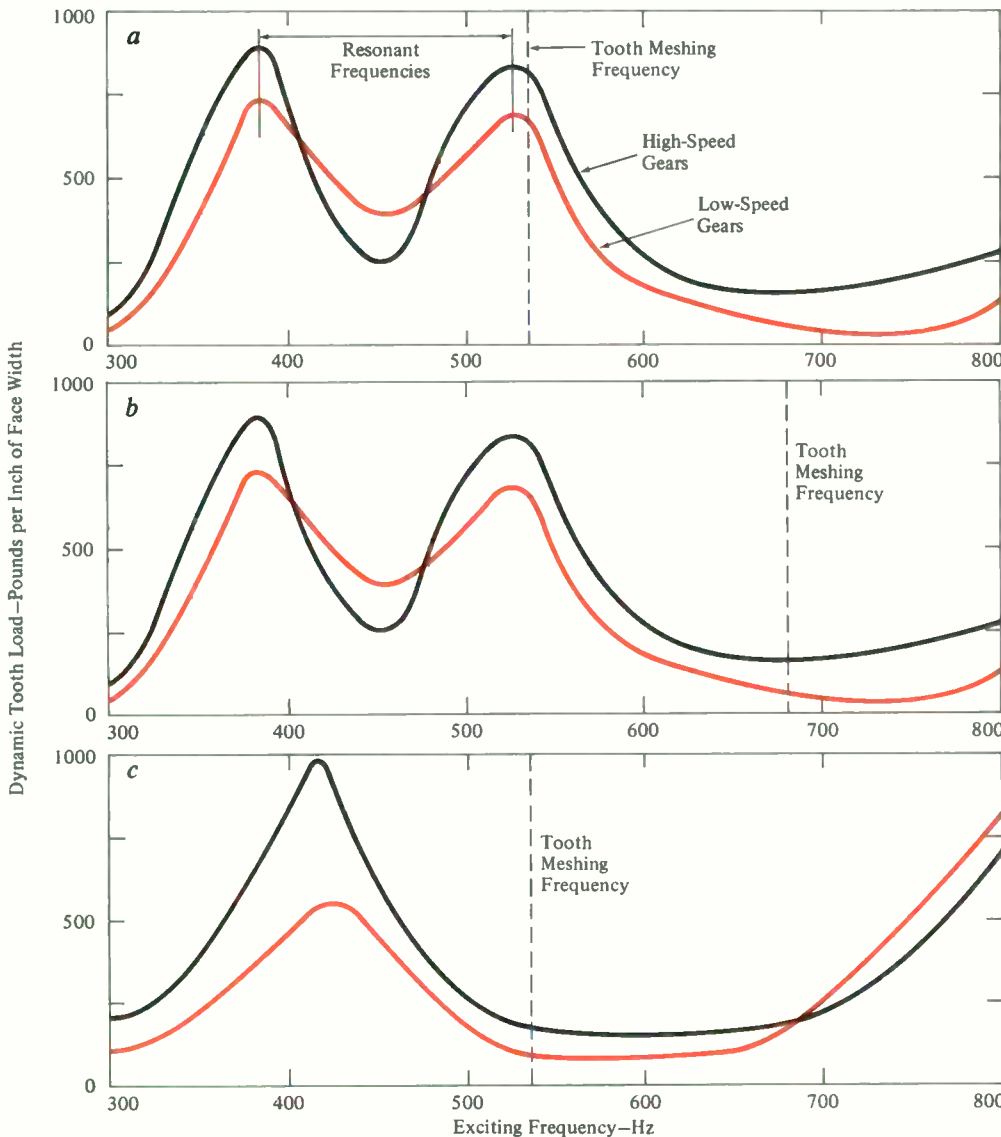 Dynamic Tooth Load–Pounds per Inch of Face Width
1000
a
Resonant
Frequencies
Tooth Meshing
Frequency
High-Speed
Gears
Low-Speed
Gears
500
0
300 400 500 600 700 800
1000
b
Tooth
Meshing
Frequency
500
0
300 400 500 600 700 800
1000
c
Tooth
Meshing
Frequency
500
0
300 400 500 600 700 800
Exciting Frequency–Hz